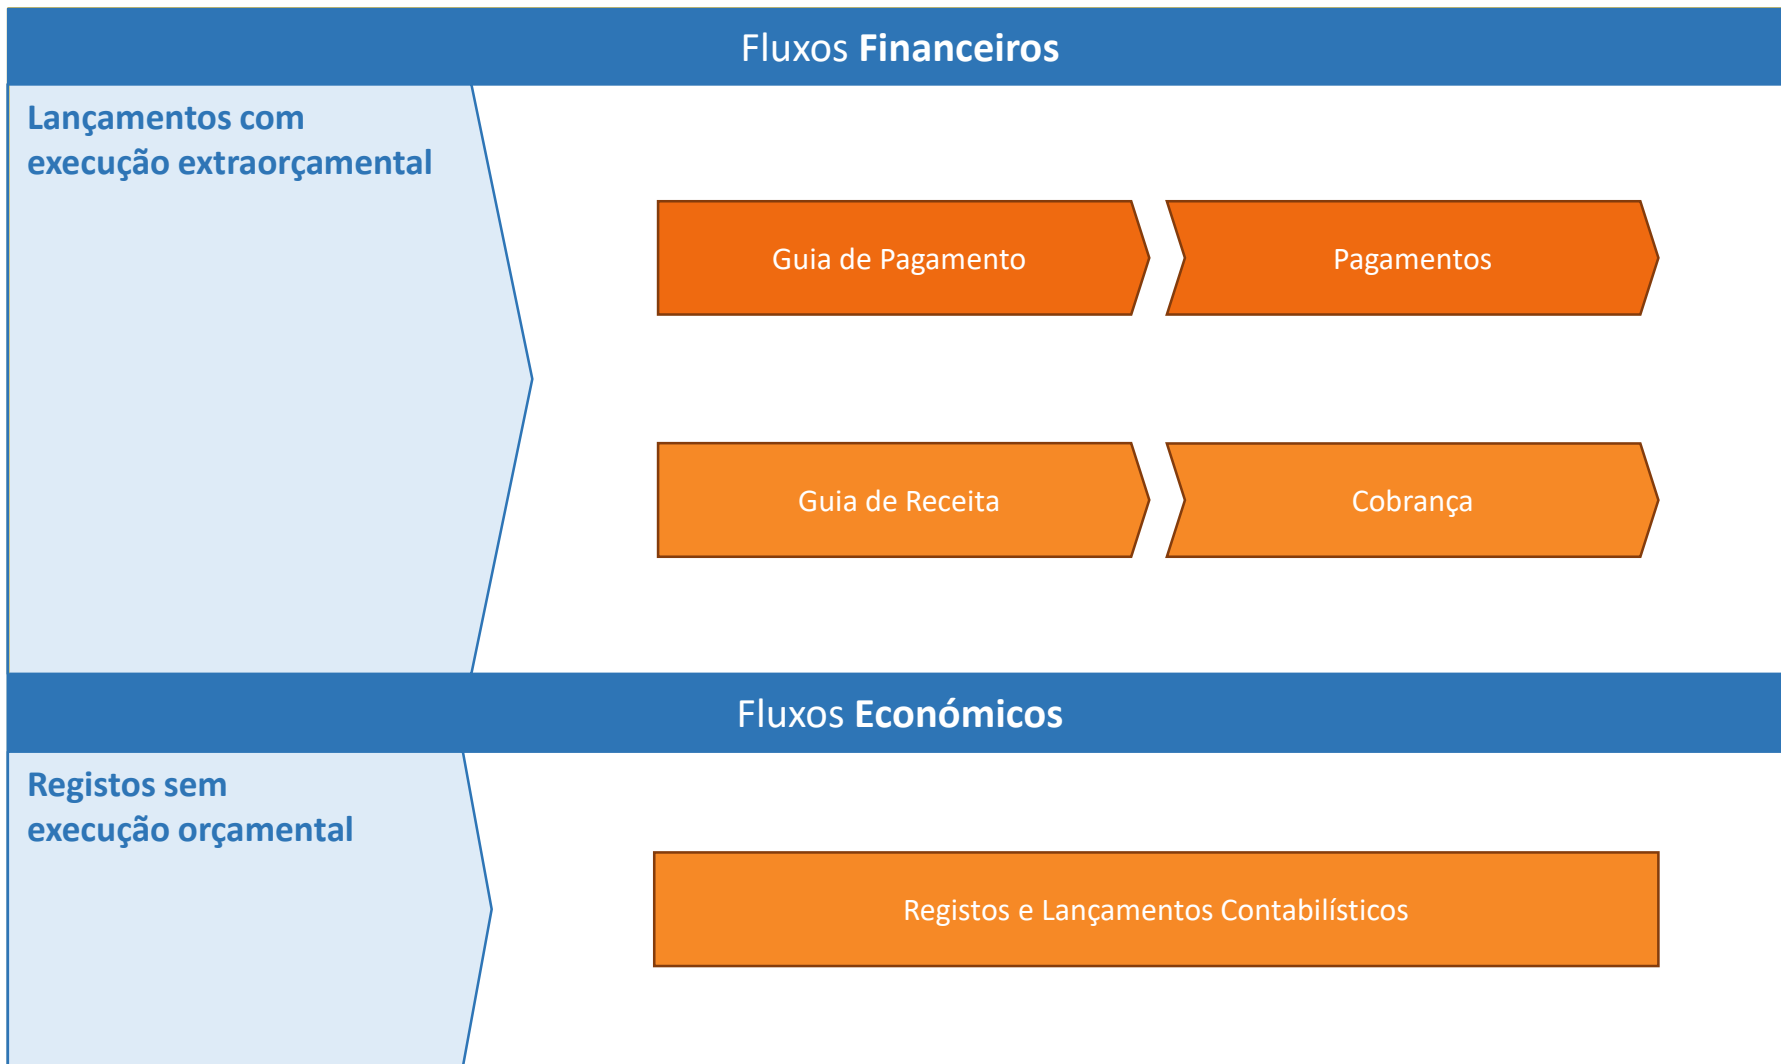 Fluxos Financeiros
Lançamentos com
execução extraorçamental
Guia de Pagamento
Pagamentos
Guia de Receita
Cobrança
Fluxos Económicos
Registos sem
execução orçamental
Registos e Lançamentos Contabilísticos